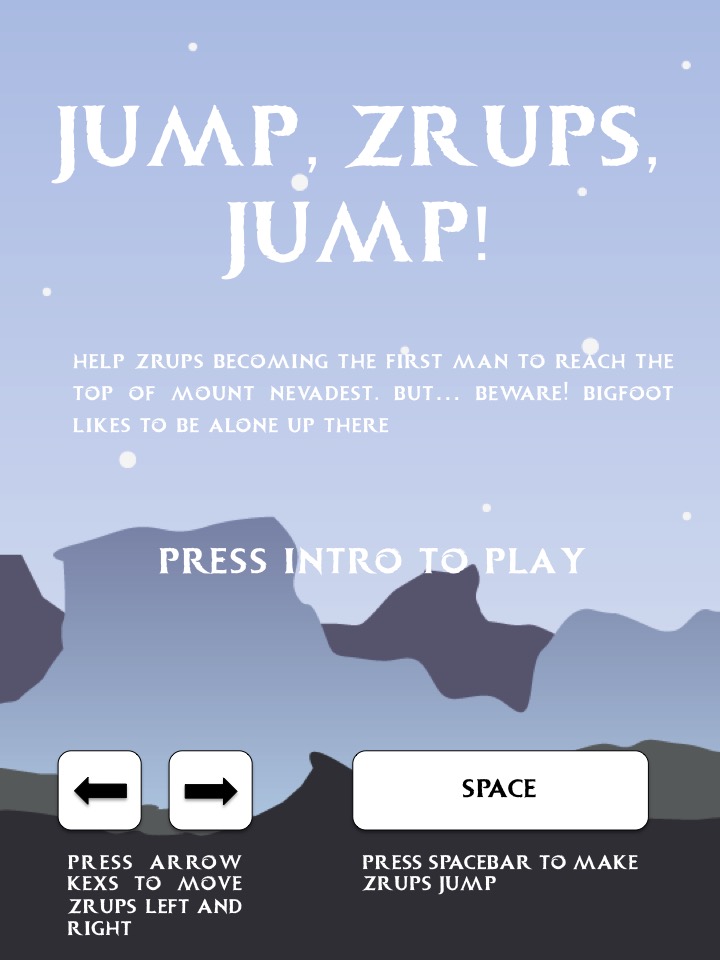 JUMP, ZRUPS,
JUMP!
HELP ZRUPS BECOMING THE FIRST MAN TO REACH THE
TOP OF MOUNT NEVADEST. BUT... BEWARE! BIGFOOT
LIKES TO BE ALONE UP THERE
PRESS INTRO TO PLAY
SPACE
PRESS ARROW
KEXS TO MOVE
ZRUPS LEFT AND
RIGHT
PRESS SPACEBAR TO MAKE
ZRUPS JUMP